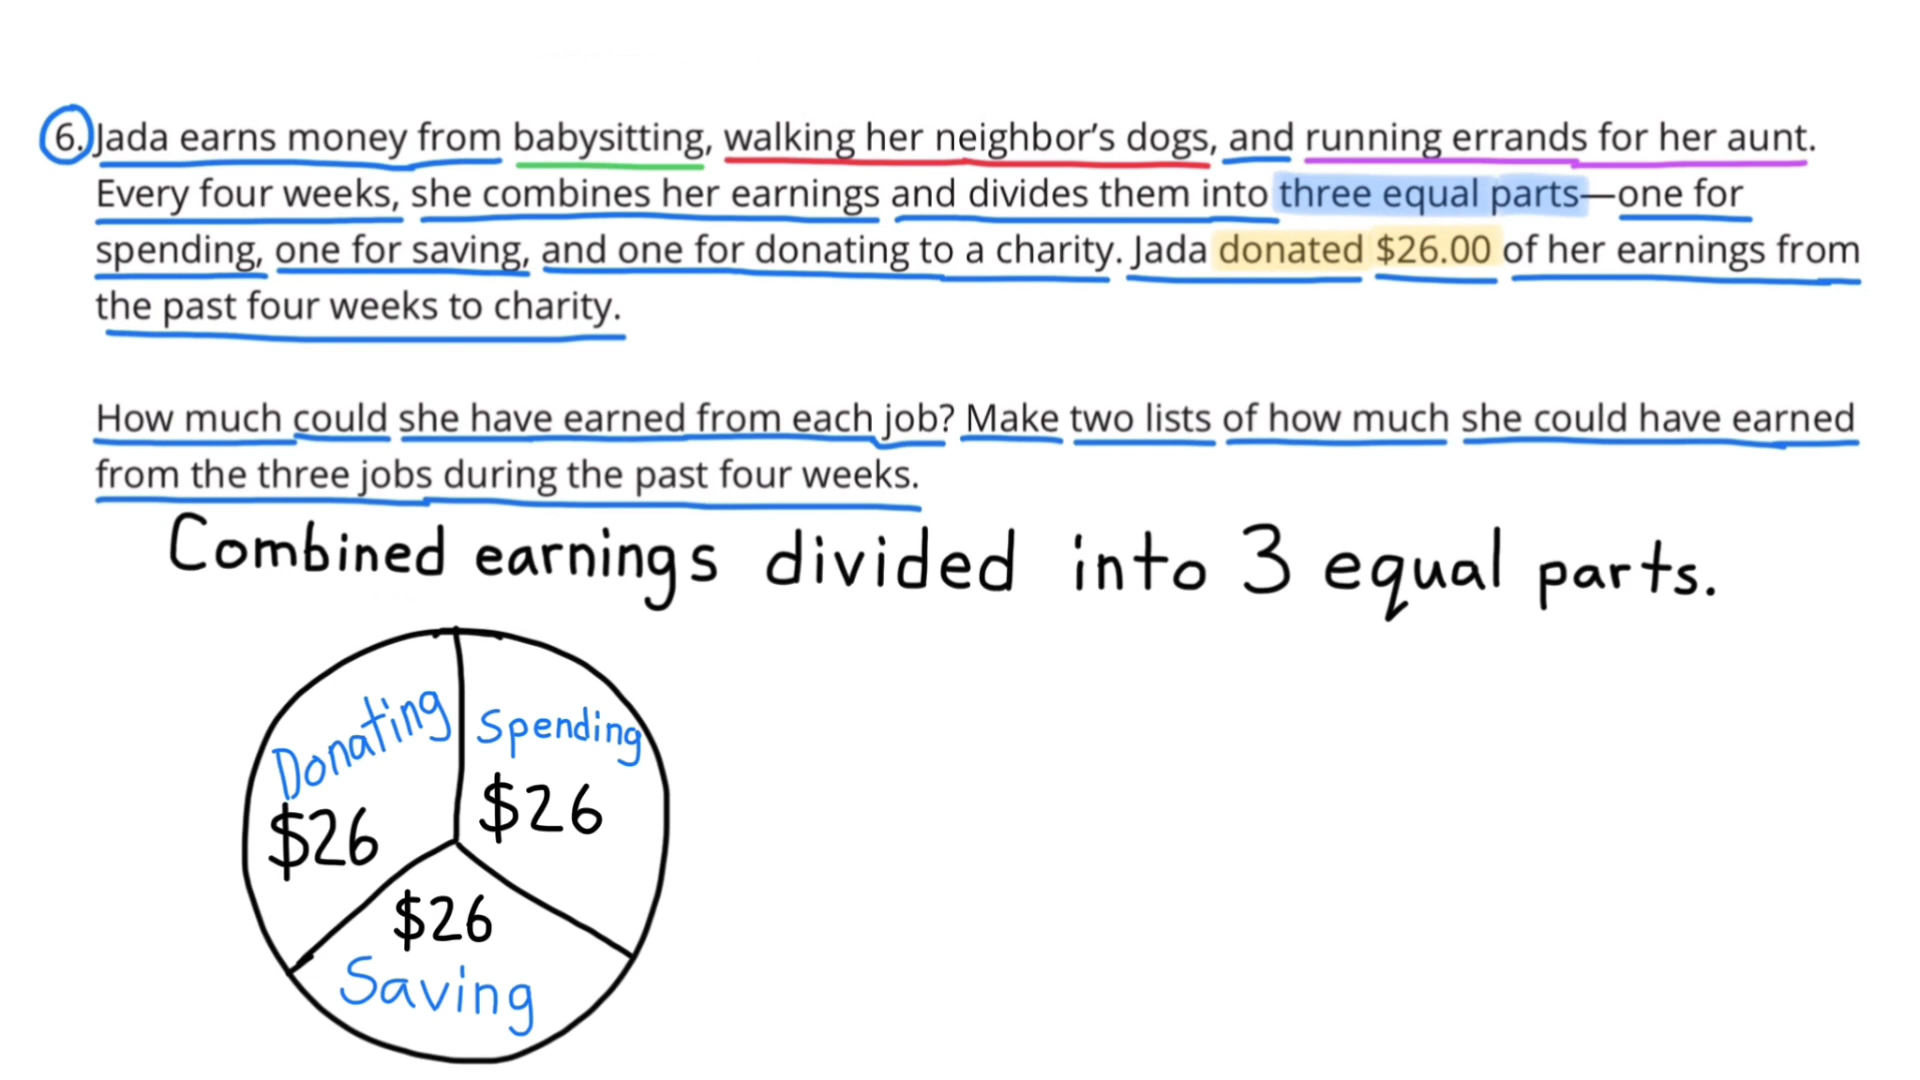 6. Jada earns money from babysitting, walking her neighbor's dogs, and running errands for her aunt.
Every four weeks, she combines her earnings and divides them into three equal parts—one for
spending, one for saving, and one for donating to a charity. Jada donated $26.00 of her earnings from
the past four weeks to charity.
How much could she have earned from each job? Make two lists of how much she could have earned
from the three jobs during the past four weeks.
Combined earnings divided into 3 equal parts.
Donating
$26
Spending
$26
$26
Saving